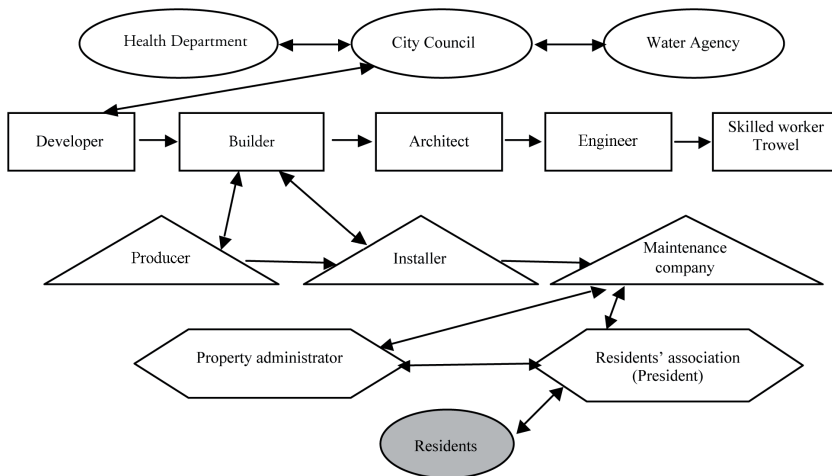 Health Department
City Council
Water Agency
Developer
Builder
Architect
Engineer
Skilled worker
Trowel
Producer
Installer
Maintenance
company
Property administrator
Residents' association
(President)
Residents